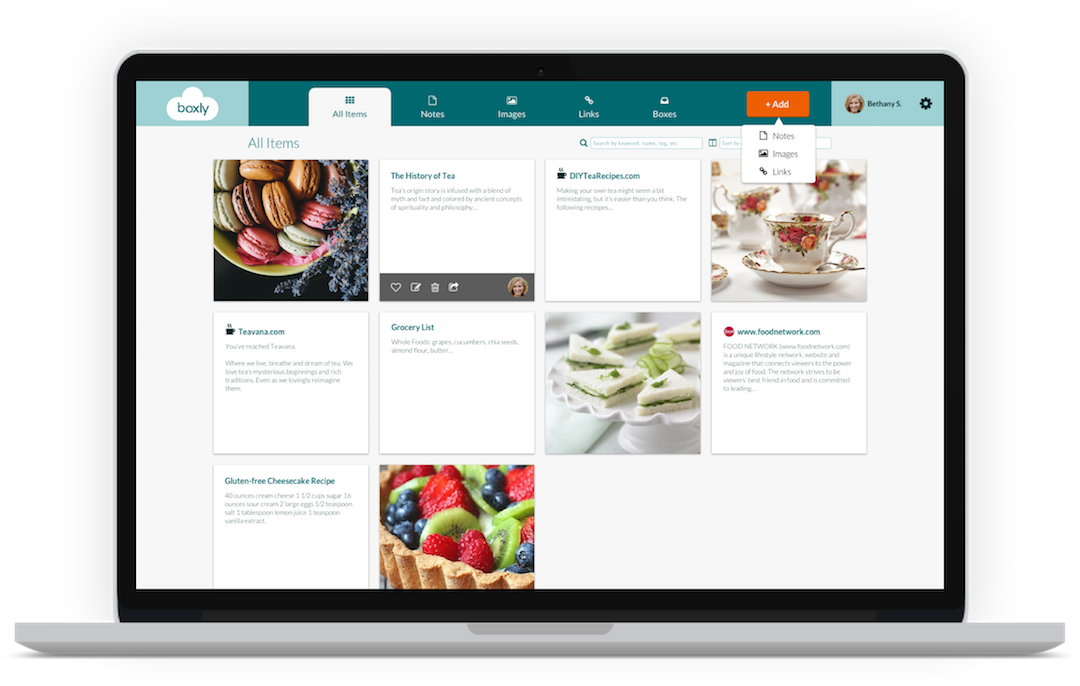 boxly
All Items
Notes
Images
Links
Boxes
+ Add
Bethany S.
Notes
Images
Links
All Items
Search by keyword, name, tag, etc.
Sort by
The History of Tea
Tea's origin story is infused with a blend of
myth and fact and colored by ancient concepts
of spirituality and philosophy...
DIYTeaRecipes.com
Making your own tea might seem a bit
intimidating, but it's easier than you think. The
following receipes...
Teavana.com
You've reached Teavana.
Where we live, breathe and dream of tea. We
love tea's mysterious beginnings and rich
traditions. Even as we lovingly reimagine
them.
Grocery List
Whole Foods: grapes, cucumbers, chia seeds,
almond flour, butter...
www.foodnetwork.com
FOOD NETWORK (www.foodnetwork.com)
is a unique lifestyle network, website and
magazine that connects viewers to the power
and joy of food. The network strives to be
viewers' best friend in food and is committed
to leading...
Gluten-free Cheesecake Recipe
40 ounces cream cheese 1 1/2 cups sugar 16
ounces sour cream 2 large eggs 1/2 teaspoon
salt 1 tablespoon lemon juice 1 teaspoon
vanilla extract.